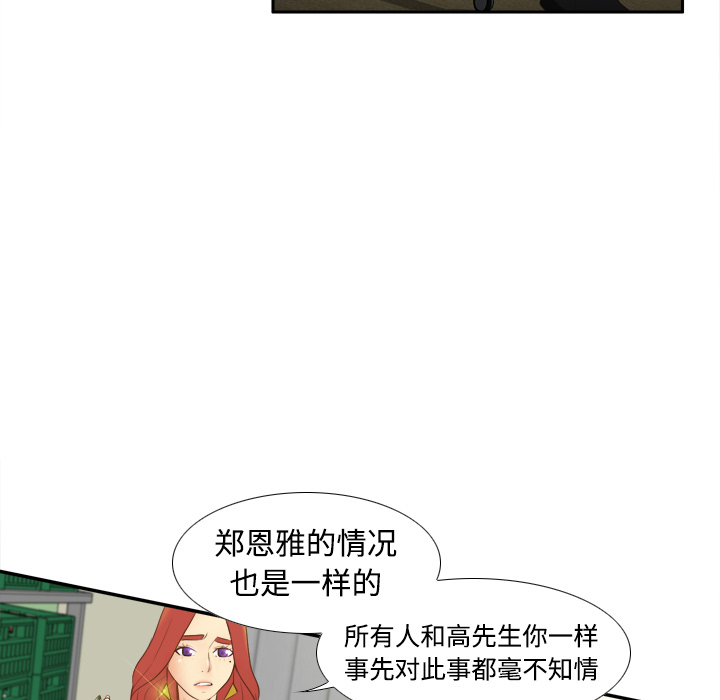 郑恩雅的情况
也是一样的
所有人和高先生你一样
事先对此事都毫不知情